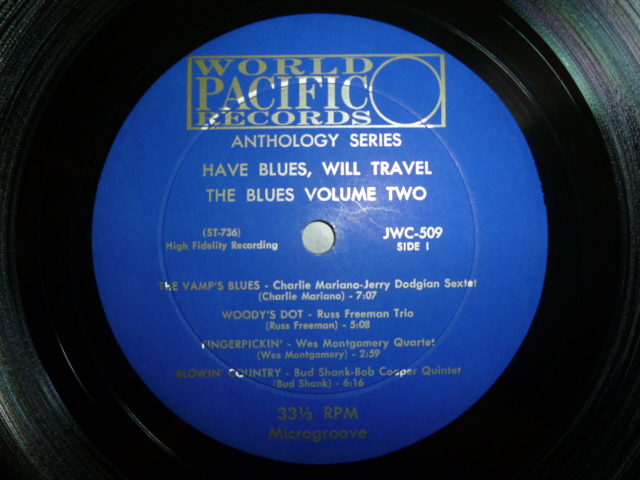 WORLD
PACIFIC
RECORDS
ANTHOLOGY SERIES
HAVE BLUES, WILL TRAVEL
THE BLUES VOLUME TWO
(ST-736)
High Fidelity Recording
JWC-509
SIDE 1
THE VAMP'S BLUES - Charlie Mariano-Jerry Dodgian Sextet
(Charlie Mariano) - 7:07
WOODY'S DOT - Russ Freeman Trio
(Russ Freeman) - 5:08
FINGERPICKIN' - Wes Montgomery Quartet
(Wes Montgomery) - 2:59
BLOWIN' COUNTRY - Bud Shank-Bob Cooper Quintet
(Bud Shank) - 6:16
33⅓ RPM
Microgroove